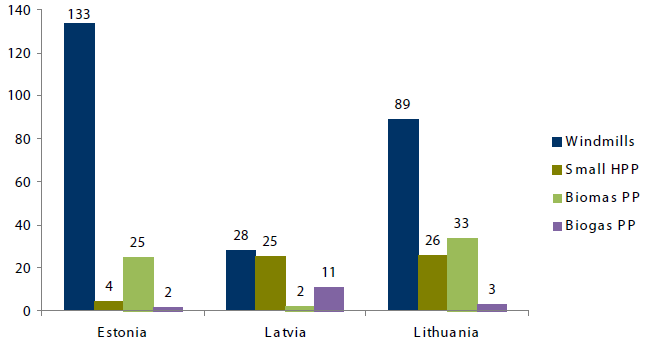 140
120
100
80
60
40
20
0
133
4
25
2
28
25
2
11
89
26
33
3
Estonia
Latvia
Lithuania
Windmills
Small HPP
Biomas PP
Biogas PP